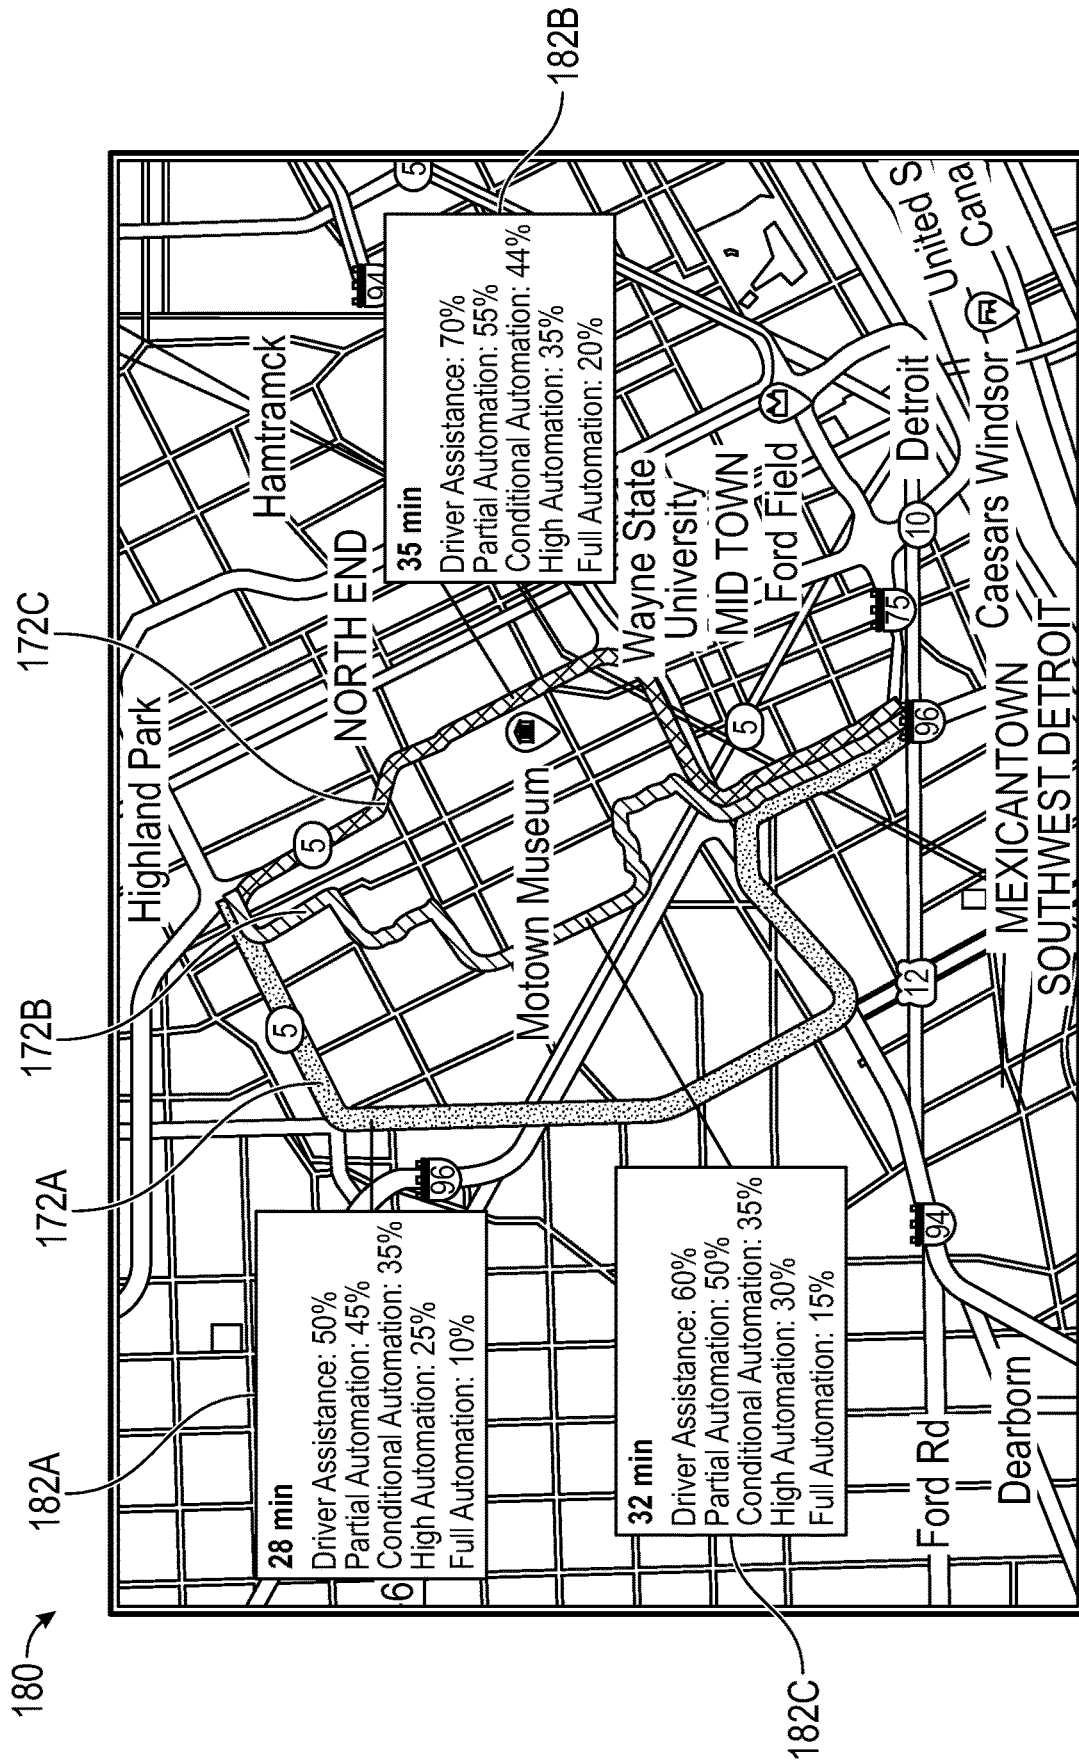 180
182A
172A
172B
172C
182B
182C
Highland Park
Hamtramck
NORTH END
5
5
5
5
94
96
6
28 min
Driver Assistance: 50%
Partial Automation: 45%
Conditional Automation: 35%
High Automation: 25%
Full Automation: 10%
35 min
Driver Assistance: 70%
Partial Automation: 55%
Conditional Automation: 44%
High Automation: 35%
Full Automation: 20%
32 min
Driver Assistance: 60%
Partial Automation: 50%
Conditional Automation: 35%
High Automation: 30%
Full Automation: 15%
Motown Museum
Wayne State
University
MID TOWN
Ford Field
75
10
Detroit
96
12
94
Ford Rd
Dearborn
MEXICANTOWN
SOUTHWEST DETROIT
Caesars Windsor
United S
Cana